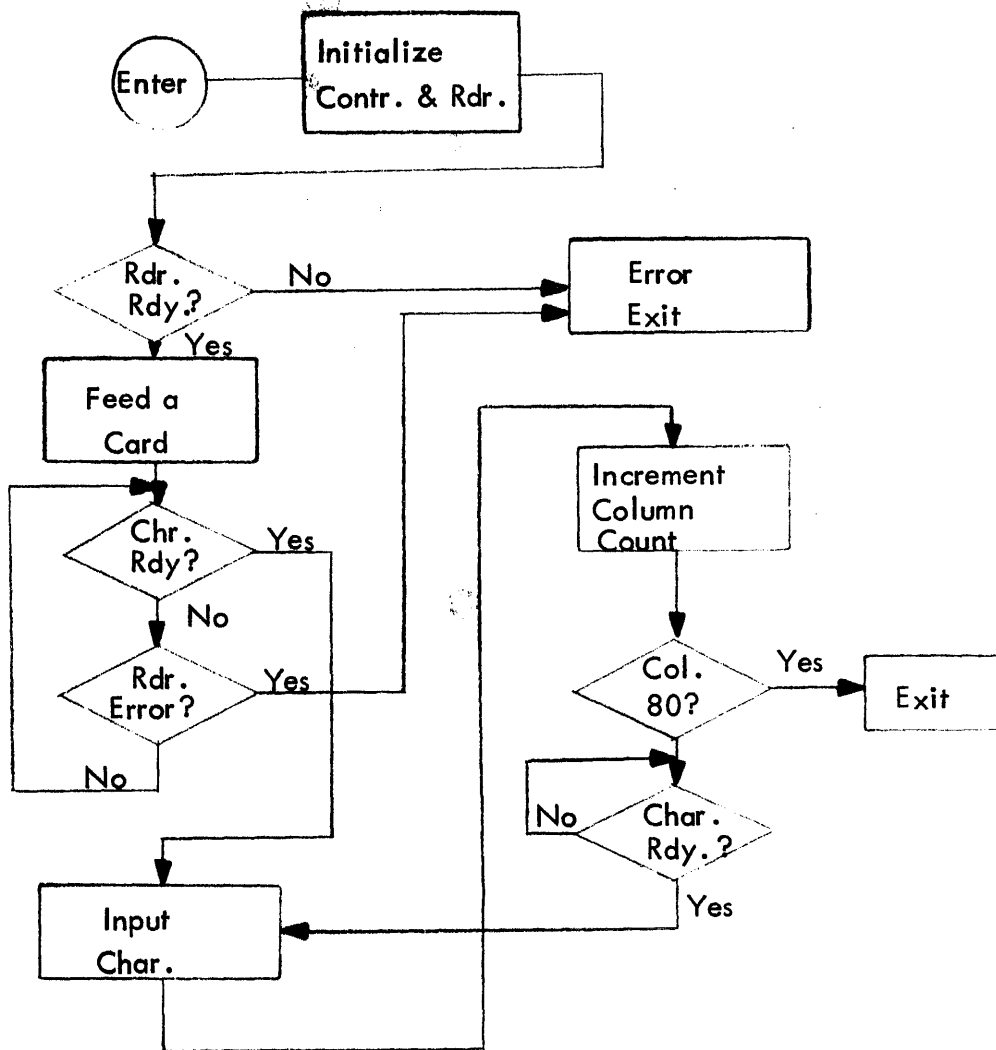 Enter
Initialize
Contr. & Rdr.
Rdr.
Rdy.?
No
Yes
Error
Exit
Feed a
Card
Chr.
Rdy?
Yes
No
Rdr.
Error?
Yes
No
Input
Char.
Increment
Column
Count
Col.
80?
Yes
Exit
Char.
Rdy.?
No
Yes